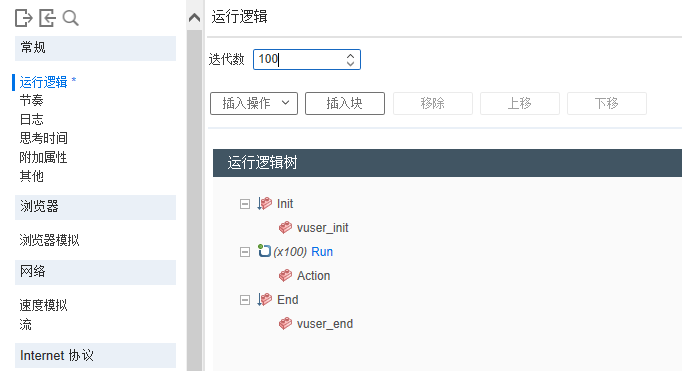 常规
运行逻辑 *
节奏
日志
思考时间
附加属性
其他
浏览器
浏览器模拟
网络
速度模拟
流
Internet 协议
运行逻辑
迭代数 100
插入操作 插入块 移除 上移 下移
运行逻辑树
Init
vuser_init
(x100) Run
Action
End
vuser_end